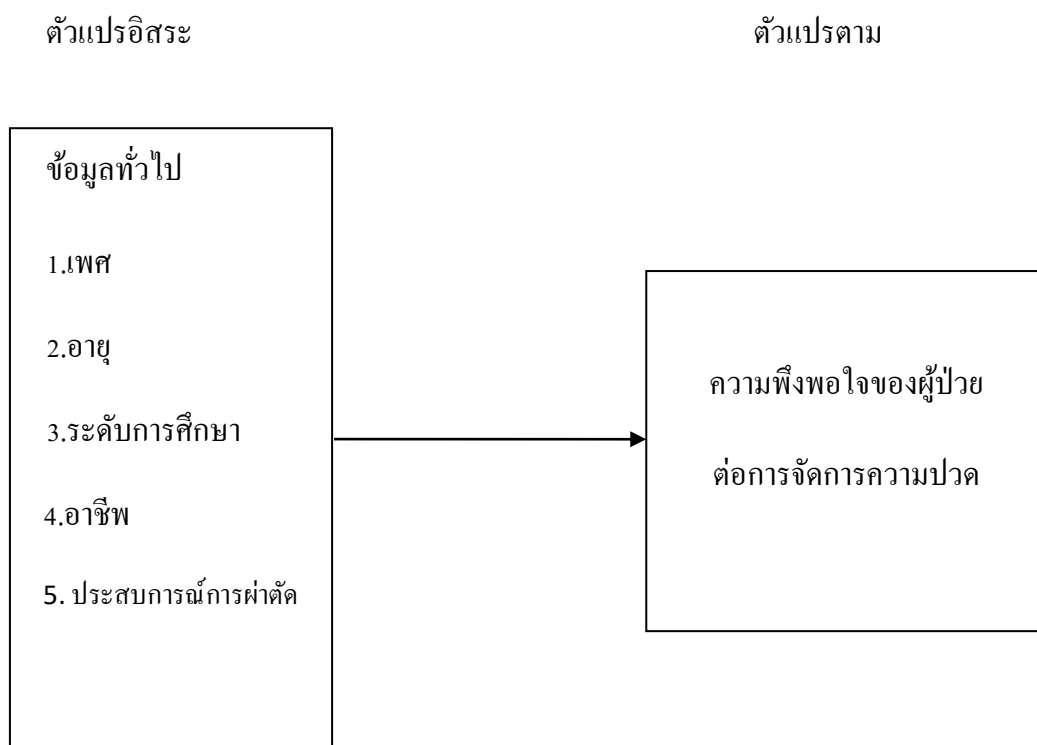 ตัวแปรอิสระ
ตัวแปรตาม
ข้อมูลทั่วไป
1.เพศ
2.อายุ
3.ระดับการศึกษา
4.อาชีพ
5. ประสบการณ์การผ่าตัด
ความพึงพอใจของผู้ป่วย
ต่อการจัดการความปวด